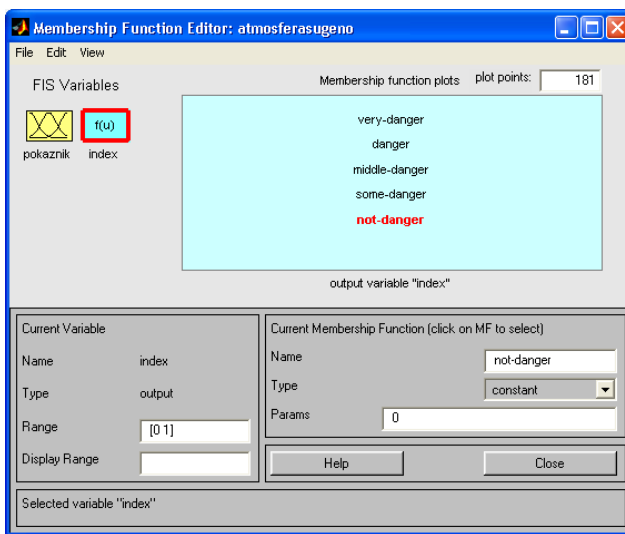 Membership Function Editor: atmosferasugeno
File Edit View
FIS Variables
Membership function plots plot points: 181
f(u)
pokaznik index
very-danger
danger
middle-danger
some-danger
not-danger
output variable "index"
Current Variable
Name index
Type output
Range [0 1]
Display Range
Current Membership Function (click on MF to select)
Name not-danger
Type constant
Params 0
Help Close
Selected variable "index"